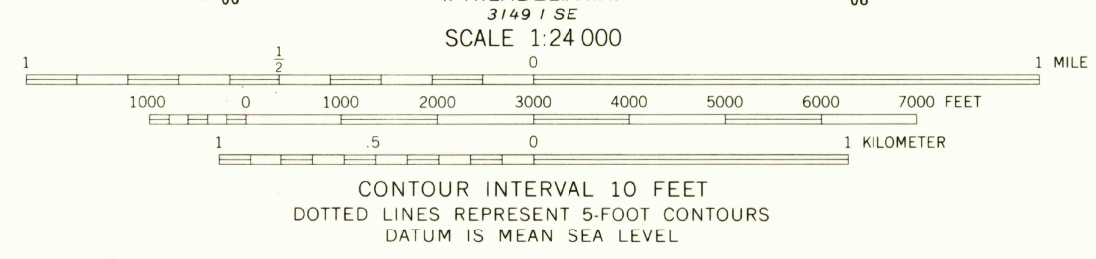 3149 I SE
SCALE 1:24 000
1 1/2 0 1 MILE
1000 0 1000 2000 3000 4000 5000 6000 7000 FEET
1 .5 0 1 KILOMETER
CONTOUR INTERVAL 10 FEET
DOTTED LINES REPRESENT 5-FOOT CONTOURS
DATUM IS MEAN SEA LEVEL